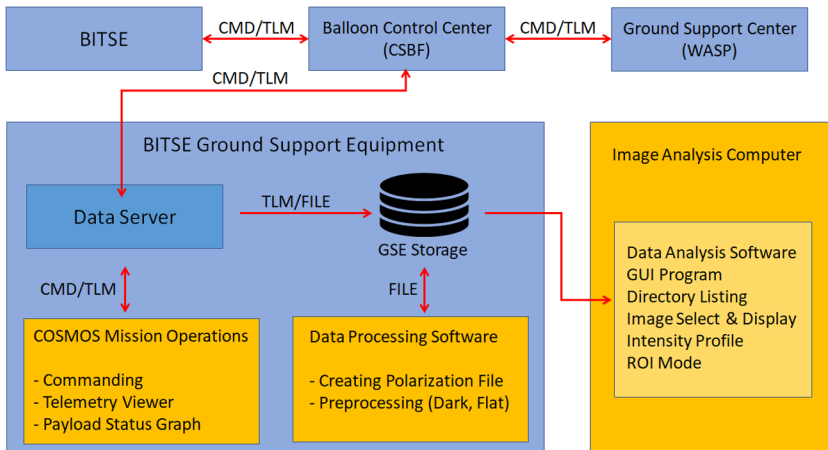 BITSE
CMD/TLM
Balloon Control Center
(CSBF)
CMD/TLM
Ground Support Center
(WASP)
CMD/TLM
BITSE Ground Support Equipment
Data Server
TLM/FILE
GSE Storage
CMD/TLM
FILE
COSMOS Mission Operations
- Commanding
- Telemetry Viewer
- Payload Status Graph
Data Processing Software
- Creating Polarization File
- Preprocessing (Dark, Flat)
Image Analysis Computer
Data Analysis Software
GUI Program
Directory Listing
Image Select & Display
Intensity Profile
ROI Mode